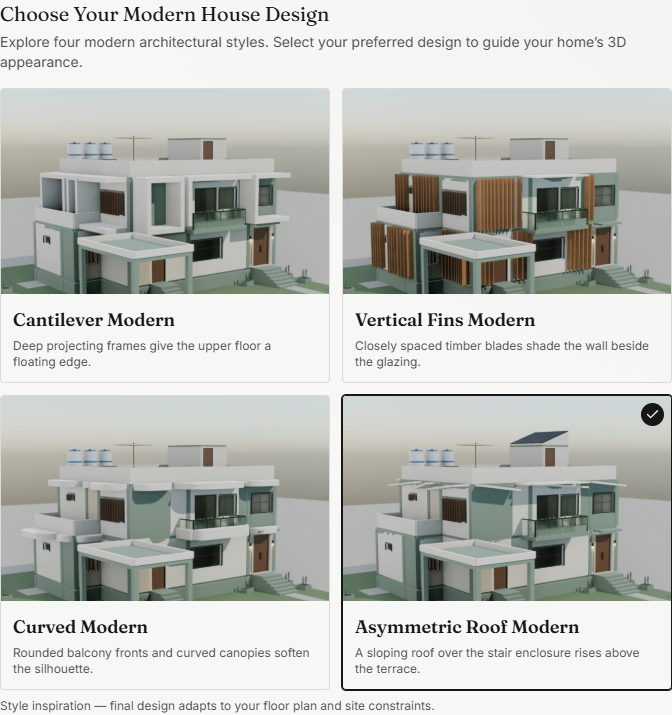 Choose Your Modern House Design
Explore four modern architectural styles. Select your preferred design to guide your home’s 3D
appearance.
Cantilever Modern
Deep projecting frames give the upper floor a
floating edge.
Vertical Fins Modern
Closely spaced timber blades shade the wall beside
the glazing.
Curved Modern
Rounded balcony fronts and curved canopies soften
the silhouette.
Asymmetric Roof Modern
A sloping roof over the stair enclosure rises above
the terrace.
Style inspiration — final design adapts to your floor plan and site constraints.